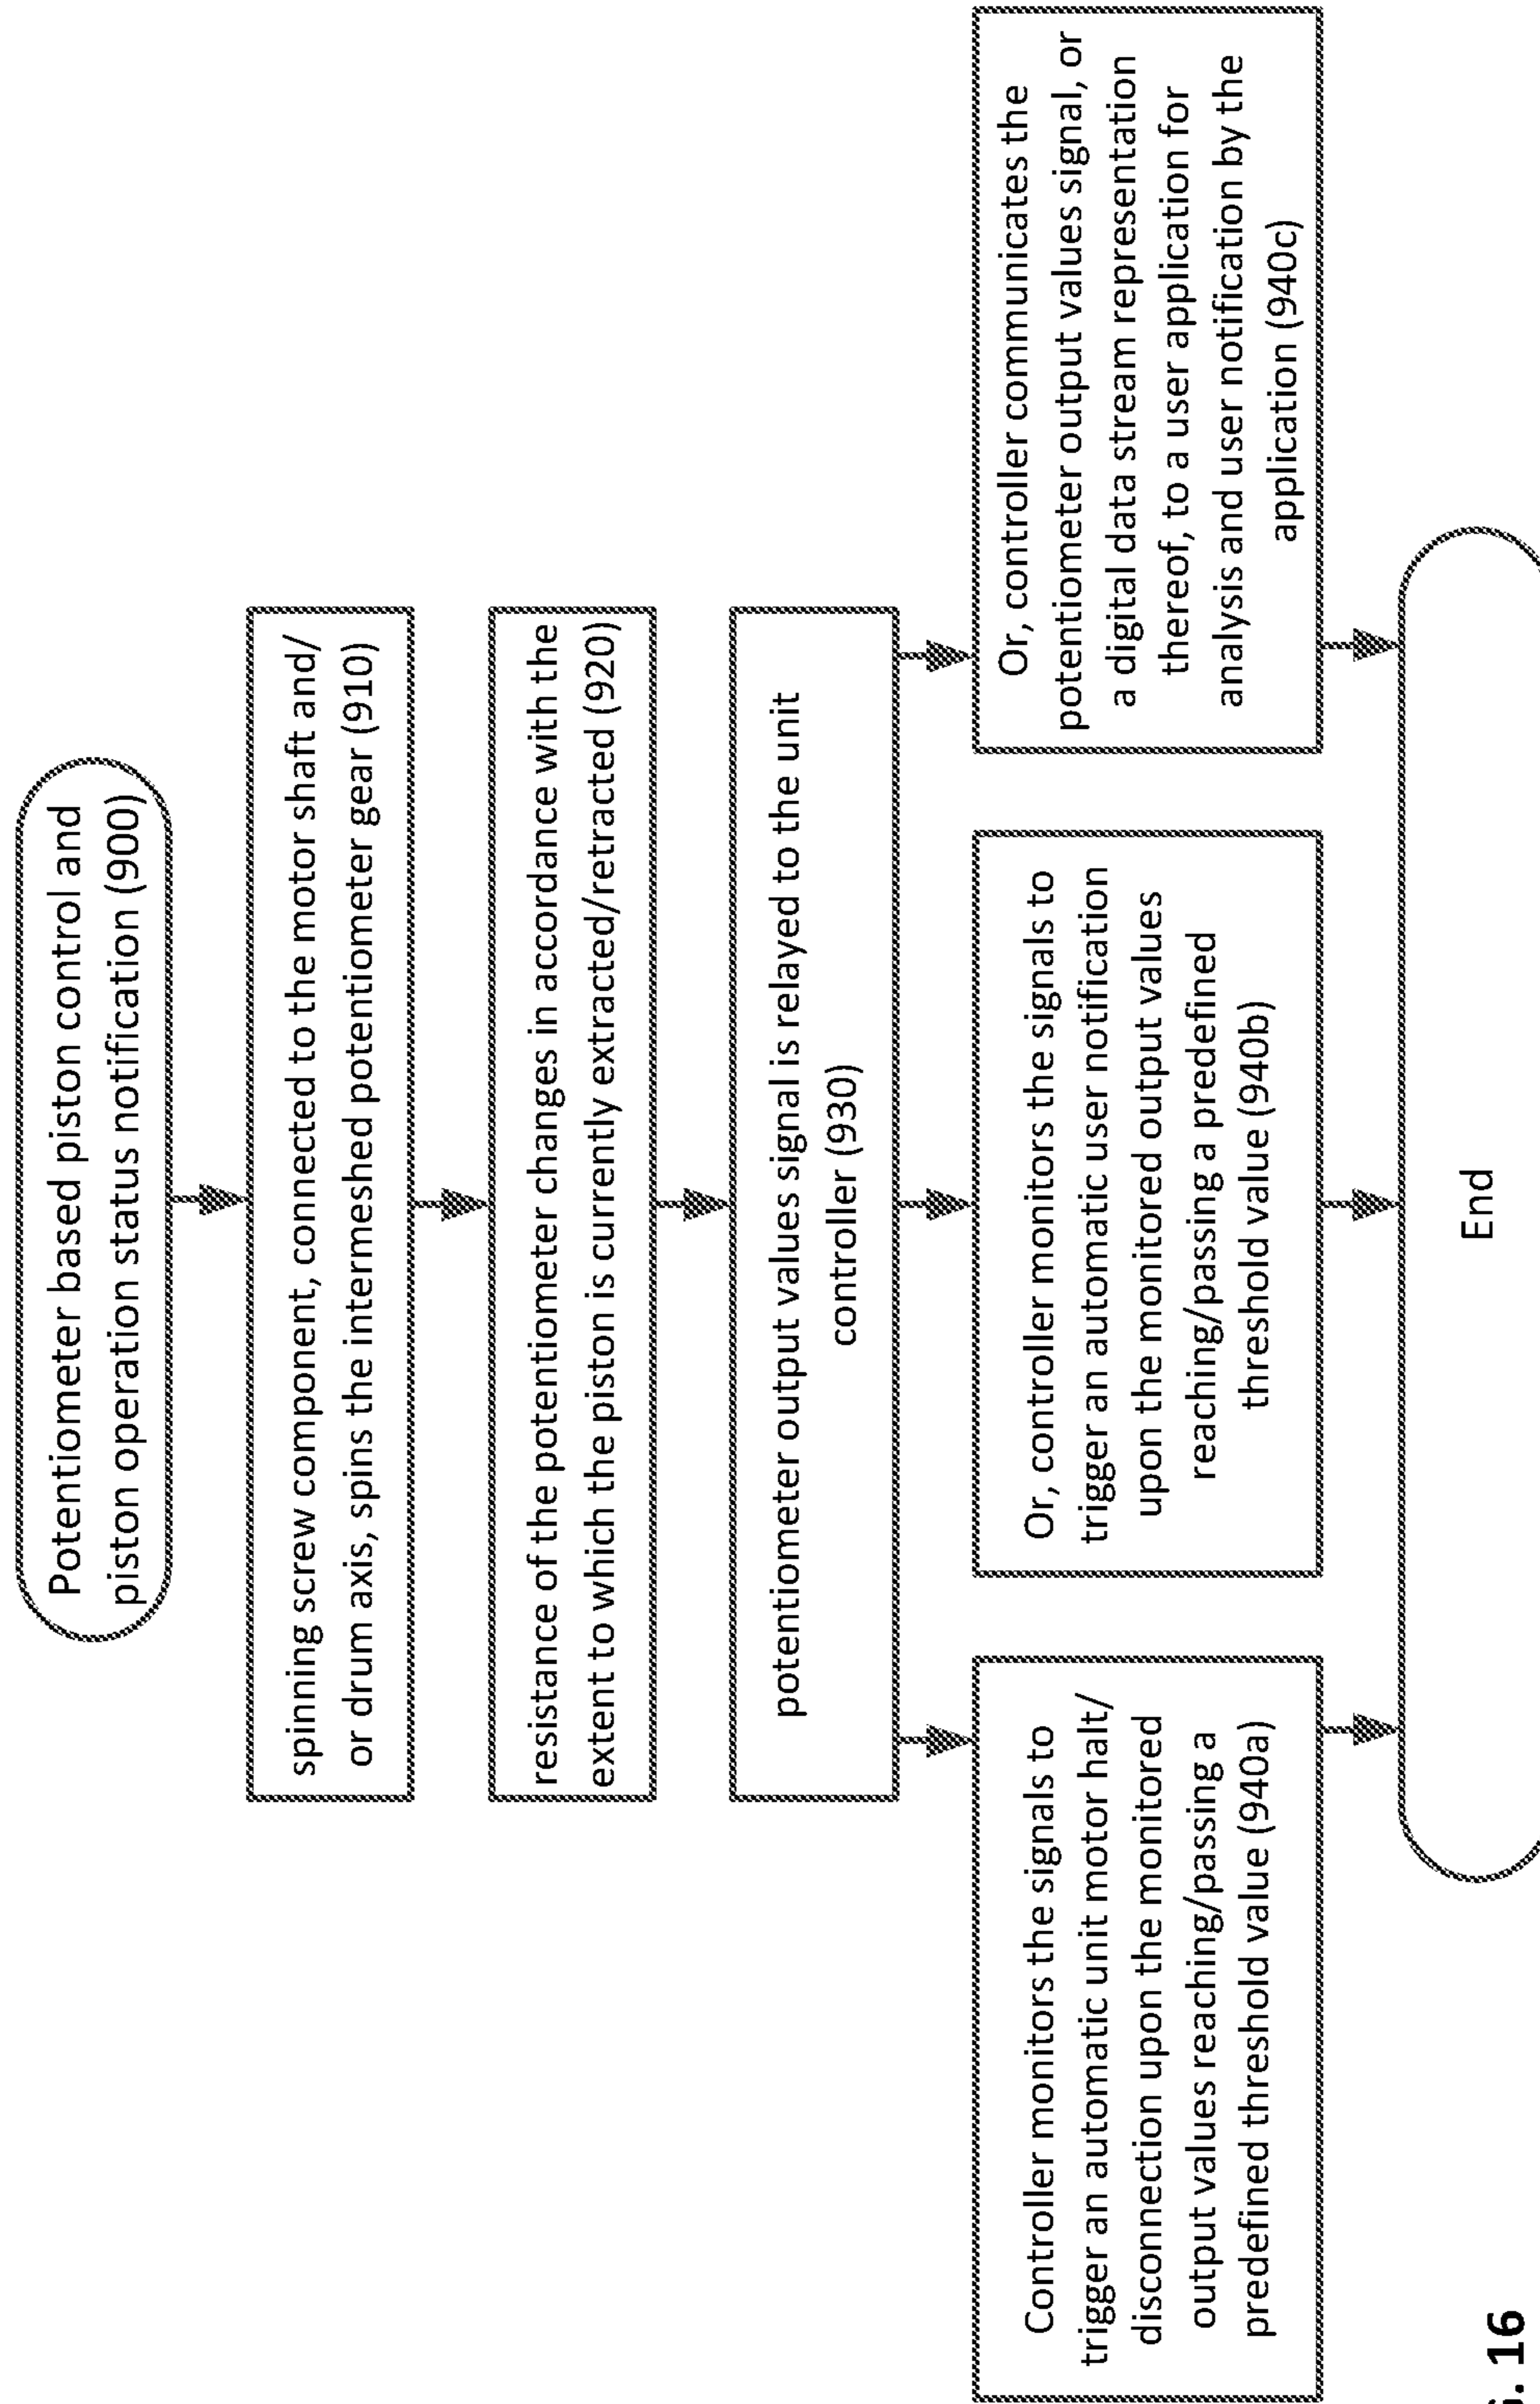 Potentiometer based piston control and
piston operation status notification (900)
spinning screw component, connected to the motor shaft and/
or drum axis, spins the intermeshed potentiometer gear (910)
resistance of the potentiometer changes in accordance with the
extent to which the piston is currently extracted/retracted (920)
potentiometer output values signal is relayed to the unit
controller (930)
Controller monitors the signals to
trigger an automatic unit motor halt/
disconnection upon the monitored
output values reaching/passing a
predefined threshold value (940a)
Or, controller monitors the signals to
trigger an automatic user notification
upon the monitored output values
reaching/passing a predefined
threshold value (940b)
Or, controller communicates the
potentiometer output values signal, or
a digital data stream representation
thereof, to a user application for
analysis and user notification by the
application (940c)
End
16